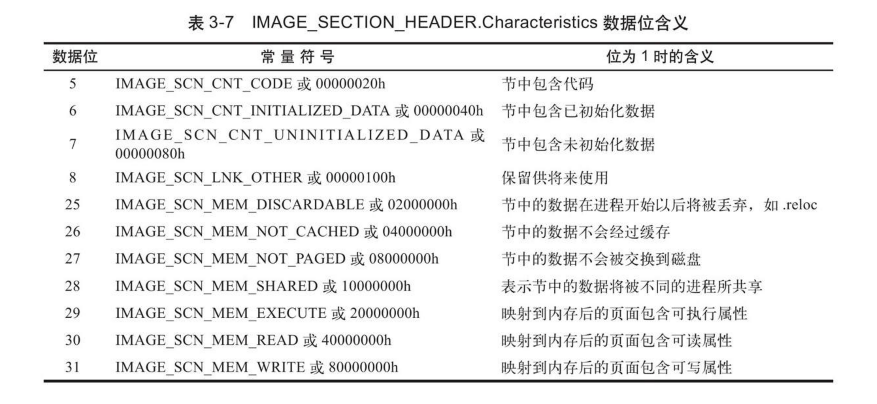 表 3-7 IMAGE_SECTION_HEADER.Characteristics 数据位含义
数据位 常 量 符 号 位为 1 时的含义
5 IMAGE_SCN_CNT_CODE 或 00000020h 节中包含代码
6 IMAGE_SCN_CNT_INITIALIZED_DATA 或 00000040h 节中包含已初始化数据
7 IMAGE_SCN_CNT_UNINITIALIZED_DATA 或 节中包含未初始化数据
00000080h
8 IMAGE_SCN_LNK_OTHER 或 00000100h 保留供将来使用
25 IMAGE_SCN_MEM_DISCARDABLE 或 02000000h 节中的数据在进程开始以后将被丢弃，如 .reloc
26 IMAGE_SCN_MEM_NOT_CACHED 或 04000000h 节中的数据不会经过缓存
27 IMAGE_SCN_MEM_NOT_PAGED 或 08000000h 节中的数据不会被交换到磁盘
28 IMAGE_SCN_MEM_SHARED 或 10000000h 表示节中的数据将被不同的进程所共享
29 IMAGE_SCN_MEM_EXECUTE 或 20000000h 映射到内存后的页面包含可执行属性
30 IMAGE_SCN_MEM_READ 或 40000000h 映射到内存后的页面包含可读属性
31 IMAGE_SCN_MEM_WRITE 或 80000000h 映射到内存后的页面包含可写属性